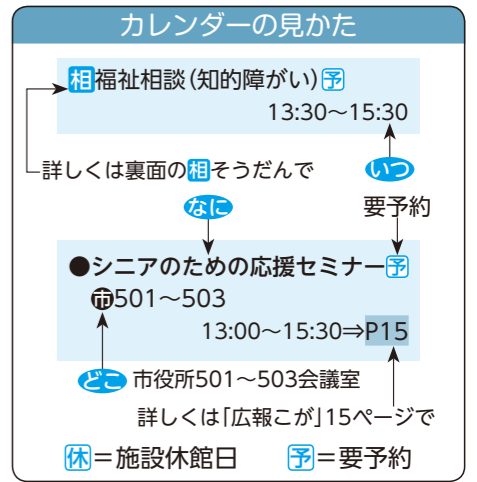 カレンダーの見かた
相福祉相談(知的障がい)予
13:30～15:30
詳しくは裏面の相そうだんで
いつ
なに
要予約
●シニアのための応援セミナー予
市501～503
13:00～15:30⇒P15
どこ 市役所501～503会議室
詳しくは「広報こが」15ページで
休＝施設休館日 予＝要予約